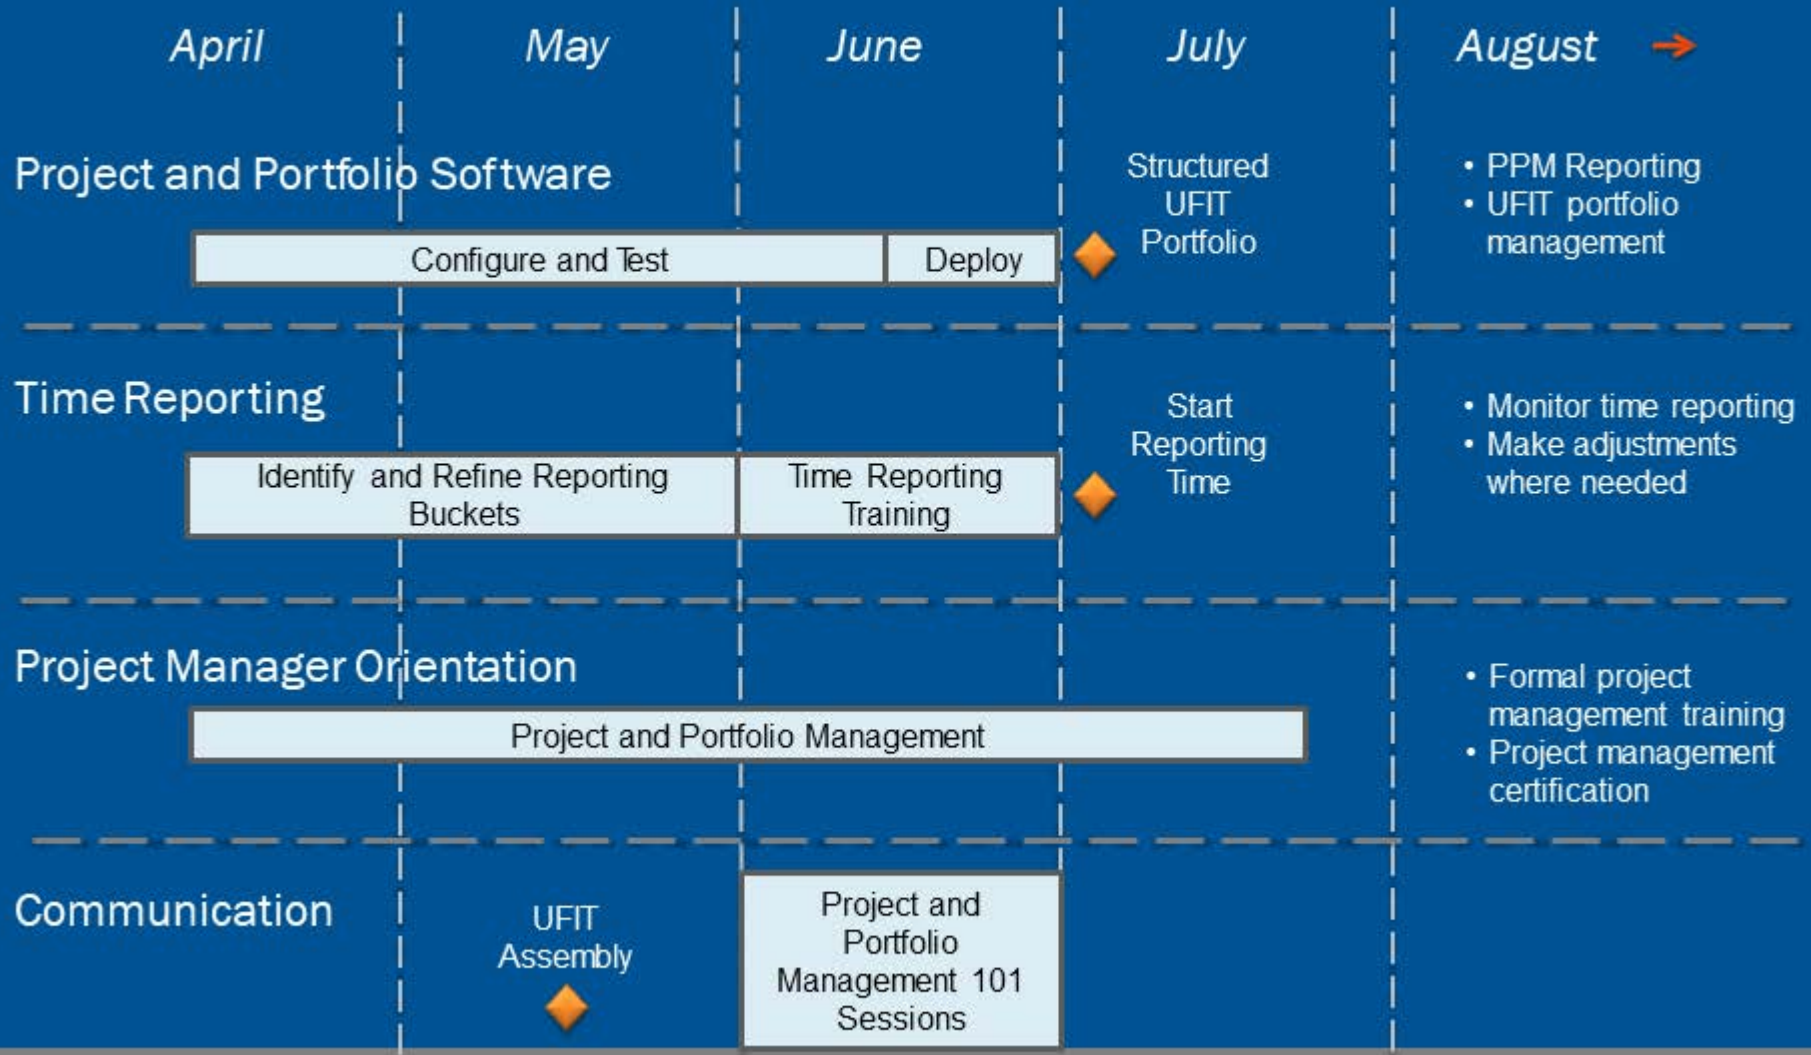 April May June July August
Project and Portfolio Software
Configure and Test
Deploy
Structured
UFIT
Portfolio
• PPM Reporting
• UFIT portfolio
management
Time Reporting
Identify and Refine Reporting
Buckets
Time Reporting
Training
Start
Reporting
Time
• Monitor time reporting
• Make adjustments
where needed
Project Manager Orientation
Project and Portfolio Management
• Formal project
management training
• Project management
certification
Communication
UFIT
Assembly
Project and
Portfolio
Management 101
Sessions